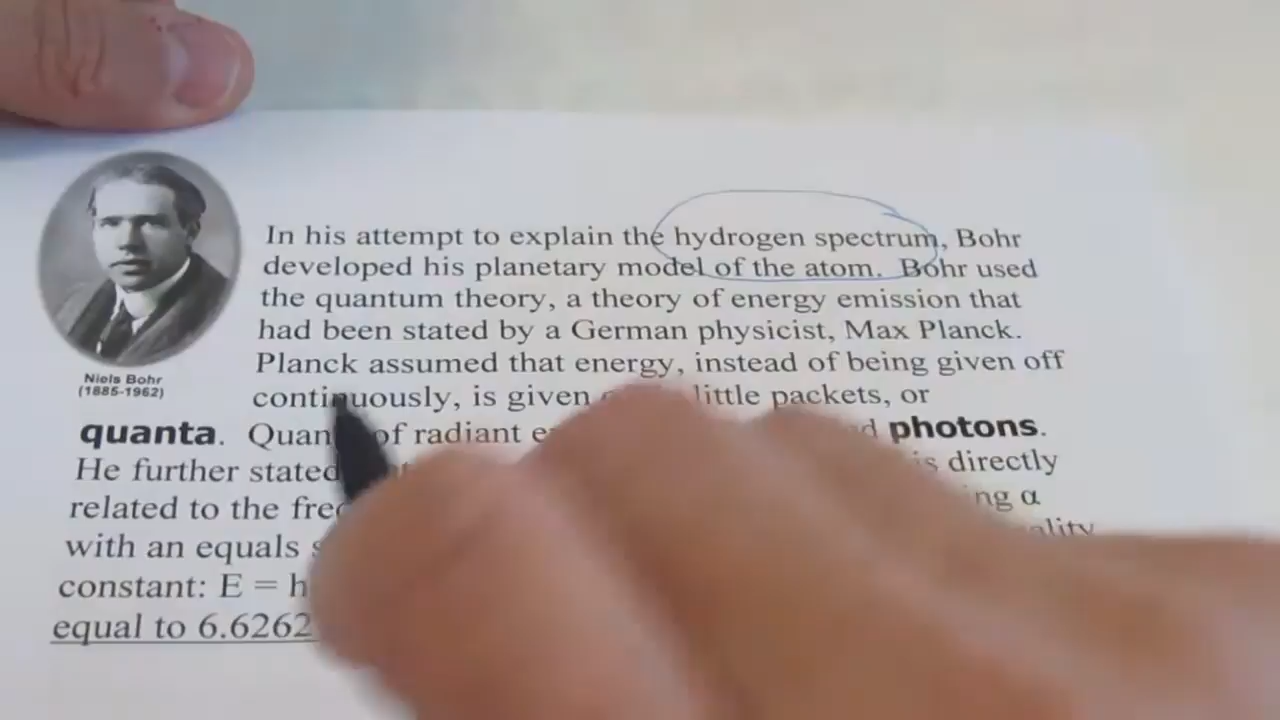 In his attempt to explain the hydrogen spectrum, Bohr
developed his planetary model of the atom. Bohr used
the quantum theory, a theory of energy emission that
had been stated by a German physicist, Max Planck.
Planck assumed that energy, instead of being given off
continuously, is given little packets, or
quanta. of radiant photons.
He further stated is directly
related to the
with an equals
constant: E = h
equal to 6.6262
Niels Bohr
(1885-1962)